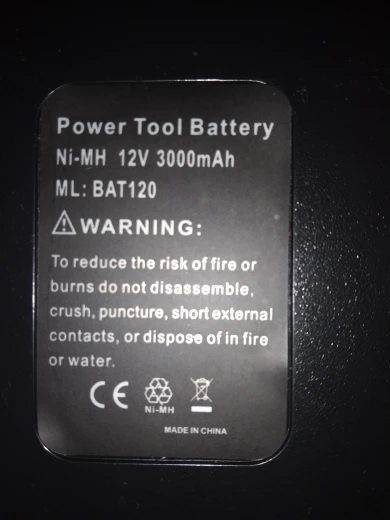 Power Tool Battery
Ni-MH 12V 3000mAh
ML: BAT120
WARNING:
To reduce the risk of fire or
burns do not disassemble,
crush, puncture, short external
contacts, or dispose of in fire
or water.
CE
Ni-MH
MADE IN CHINA